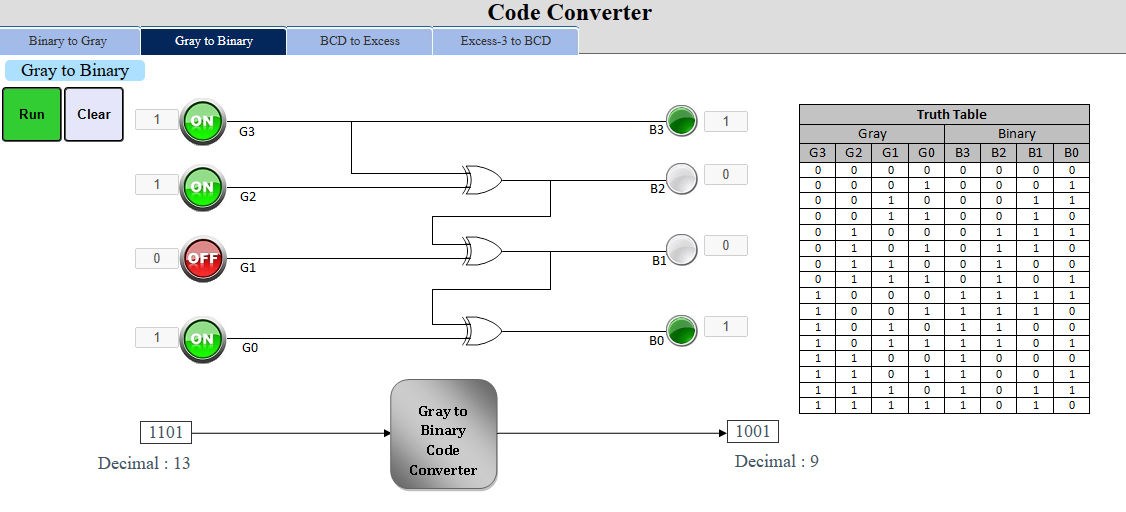 Code Converter
Binary to Gray
Gray to Binary
BCD to Excess
Excess-3 to BCD
Gray to Binary
Run
Clear
1
ON
G3
B3
1
1
ON
G2
B2
0
0
OFF
G1
B1
0
1
ON
G0
B0
1
Gray to
Binary
Code
Converter
1101
Decimal : 13
1001
Decimal : 9
Truth Table
Gray Binary
G3 G2 G1 G0 B3 B2 B1 B0
0 0 0 0 0 0 0 0
0 0 0 1 0 0 0 1
0 0 1 0 0 0 1 1
0 0 1 1 0 0 1 0
0 1 0 0 0 1 1 1
0 1 0 1 0 1 1 0
0 1 1 0 0 1 0 0
0 1 1 1 0 1 0 1
1 0 0 0 1 1 1 1
1 0 0 1 1 1 1 0
1 0 1 0 1 1 0 0
1 0 1 1 1 1 0 1
1 1 0 0 1 0 0 0
1 1 0 1 1 0 0 1
1 1 1 0 1 0 1 1
1 1 1 1 1 0 1 0